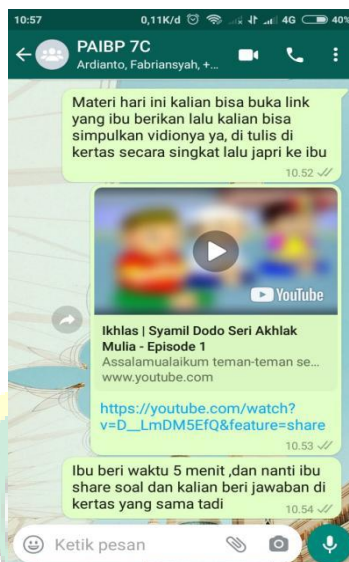 10:57
0,11K/d
4G
40%
PAIBP 7C
Ardianto, Fabriansyah, +...
Materi hari ini kalian bisa buka link
yang ibu berikan lalu kalian bisa
simpulkan vidionya ya, di tulis di
kertas secara singkat lalu japri ke ibu
10.52
YouTube
Ikhlas | Syamil Dodo Seri Akhlak
Mulia - Episode 1
Assalamualaikum teman-teman se...
www.youtube.com
https://youtube.com/watch?
v=D__LmDM5EfQ&feature=share
10.53
Ibu beri waktu 5 menit ,dan nanti ibu
share soal dan kalian beri jawaban di
kertas yang sama tadi
10.54
Ketik pesan